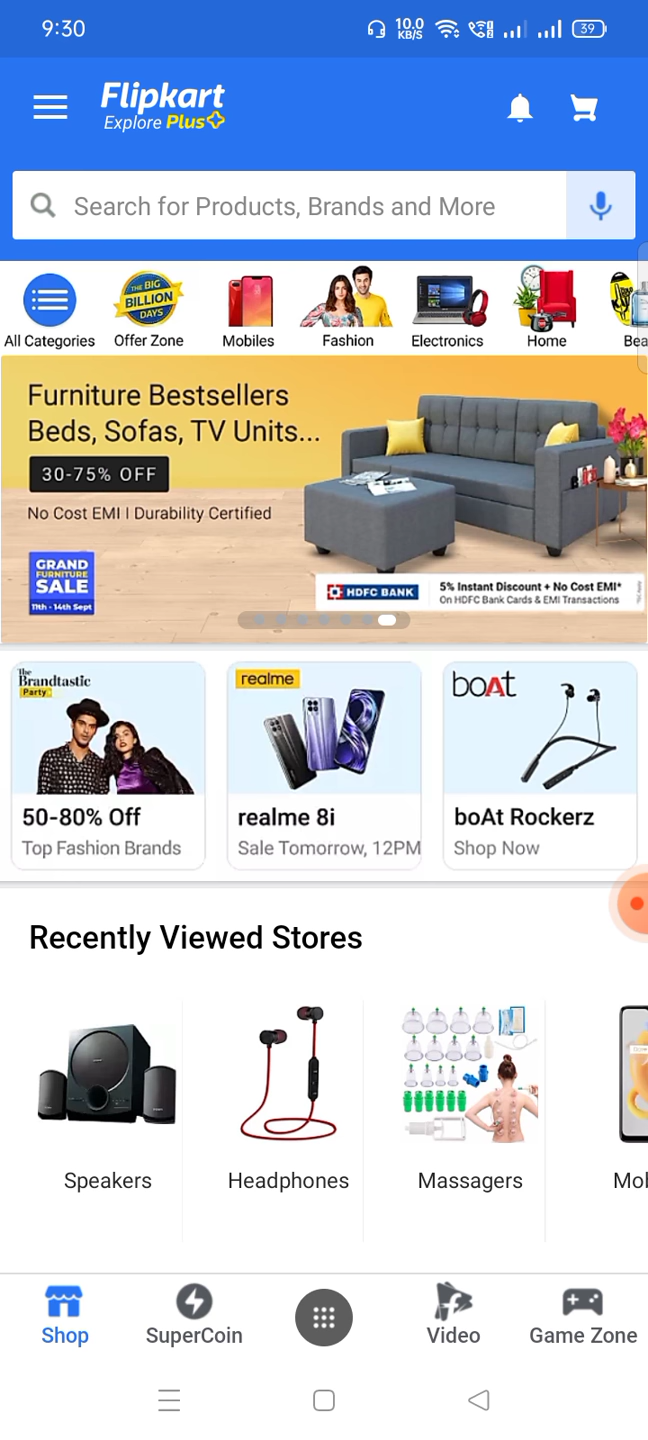 9:30
10.0
KB/S
39
Flipkart
Explore Plus
Search for Products, Brands and More
THE BIG
BILLION
DAYS
All Categories
Offer Zone
Mobiles
Fashion
Electronics
Home
Bea
Furniture Bestsellers
Beds, Sofas, TV Units...
30-75% OFF
No Cost EMI | Durability Certified
GRAND
FURNITURE
SALE
11th - 14th Sept
HDFC BANK
5% Instant Discount + No Cost EMI*
On HDFC Bank Cards & EMI Transactions
The
Brandtastic
Party
50-80% Off
Top Fashion Brands
realme
realme 8i
Sale Tomorrow, 12PM
boAt
boAt Rockerz
Shop Now
Recently Viewed Stores
Speakers
Headphones
Massagers
Mob
Shop
SuperCoin
Video
Game Zone